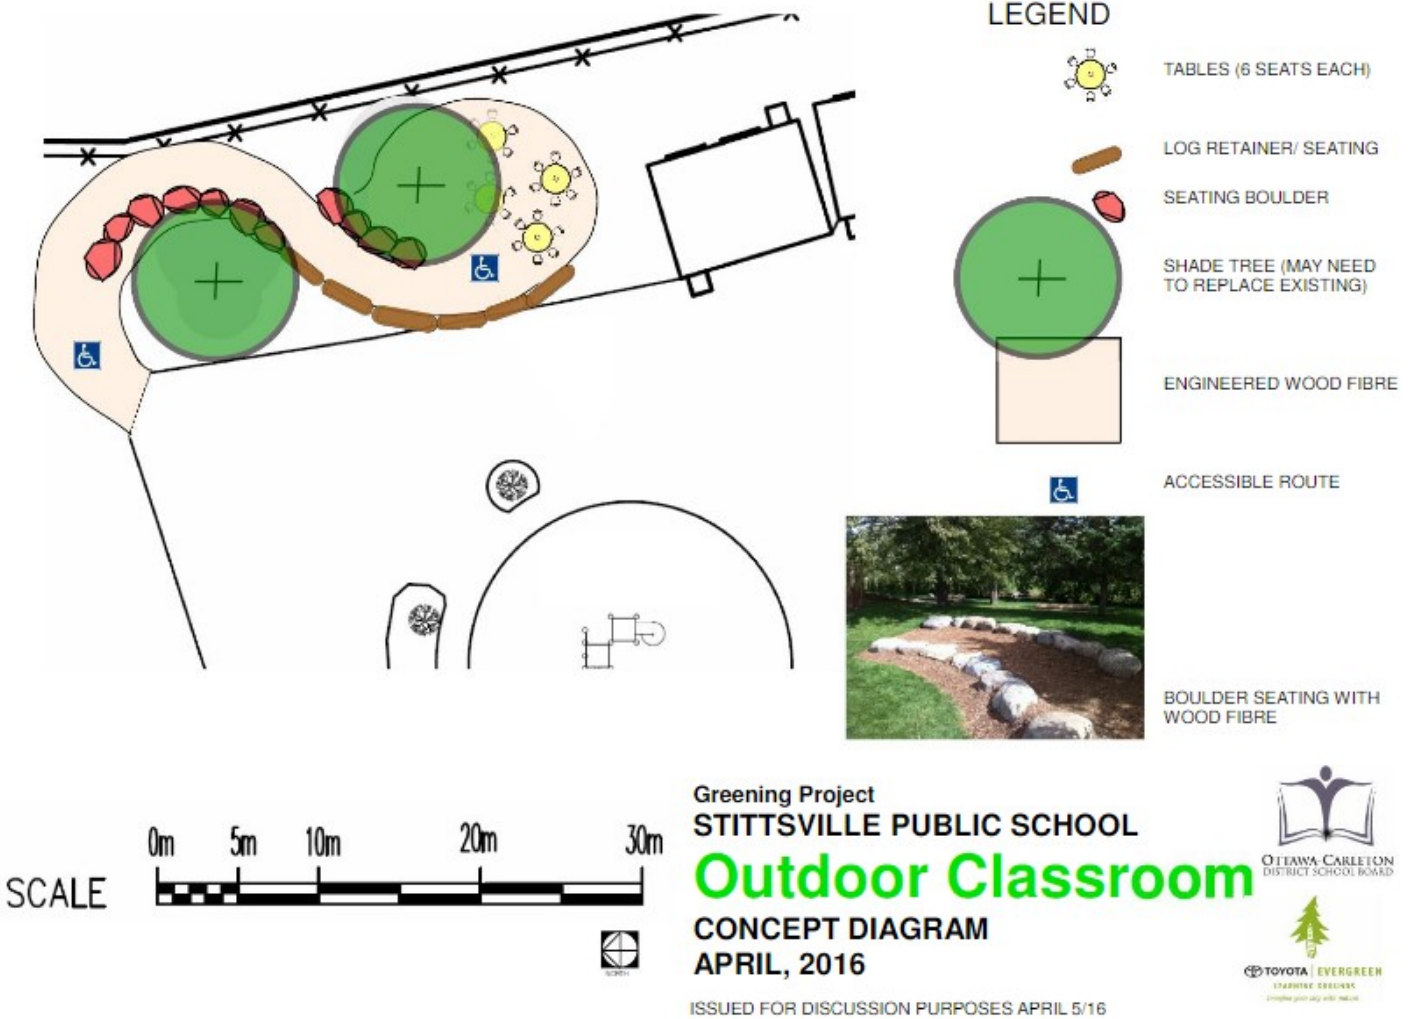 LEGEND
TABLES (6 SEATS EACH)
LOG RETAINER/ SEATING
SEATING BOULDER
SHADE TREE (MAY NEED
TO REPLACE EXISTING)
ENGINEERED WOOD FIBRE
ACCESSIBLE ROUTE
BOULDER SEATING WITH
WOOD FIBRE
SCALE
0m 5m 10m 20m 30m
NORTH
Greening Project
STITTSVILLE PUBLIC SCHOOL
Outdoor Classroom
CONCEPT DIAGRAM
APRIL, 2016
ISSUED FOR DISCUSSION PURPOSES APRIL 5/16
OTTAWA-CARLETON
DISTRICT SCHOOL BOARD
TOYOTA EVERGREEN
LEARNING GROUNDS